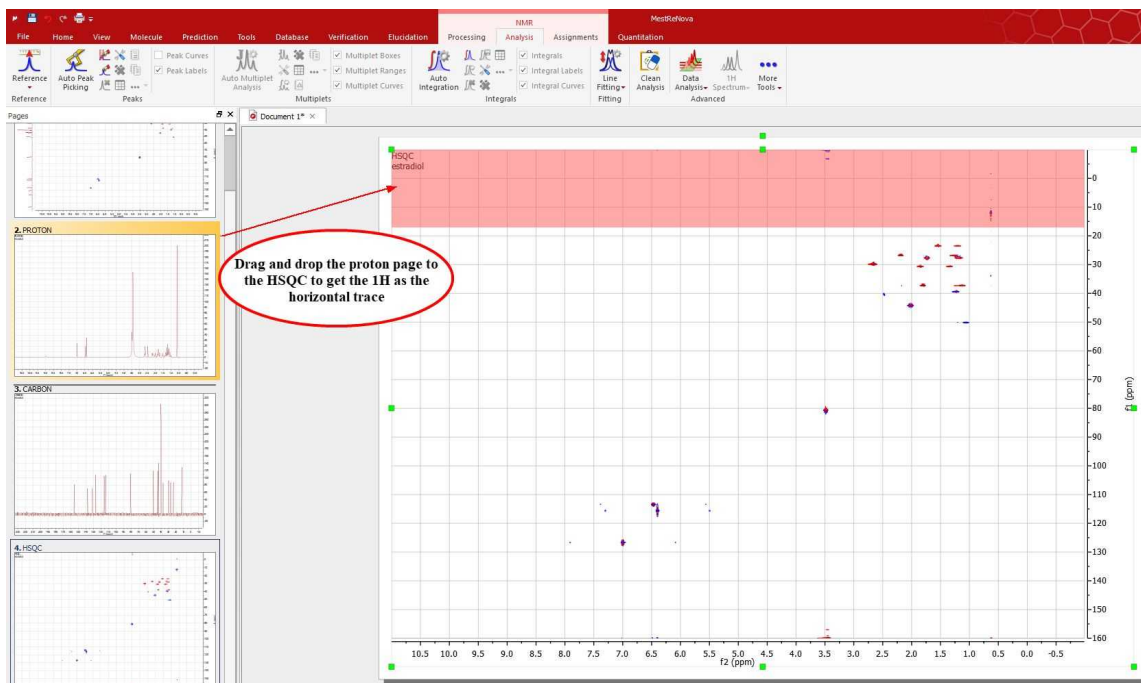 NMR
MestReNova
File Home View Molecule Prediction Tools Database Verification Elucidation Processing Analysis Assignments Quantitation
Peak Curves
Peak Labels
Multiplet Boxes
Multiplet Ranges
Multiplet Curves
Integrals
Integral Labels
Integral Curves
Reference
Auto Peak
Picking
Auto Multiplet
Analysis
Auto
Integration
Line
Fitting
Clean
Analysis
Data
Analysis
1H
Spectrum
More
Tools
Reference Peaks Multiplets Integrals Fitting Advanced
Pages
Document 1*
HSQC
estradiol
2. PROTON
Drag and drop the proton page to
the HSQC to get the 1H as the
horizontal trace
3. CARBON
4. HSQC
0
10
20
30
40
50
60
70
80
90
100
110
120
130
140
150
160
f1 (ppm)
10.5 10.0 9.5 9.0 8.5 8.0 7.5 7.0 6.5 6.0 5.5 5.0 4.5 4.0 3.5 3.0 2.5 2.0 1.5 1.0 0.5 0.0 -0.5
f2 (ppm)